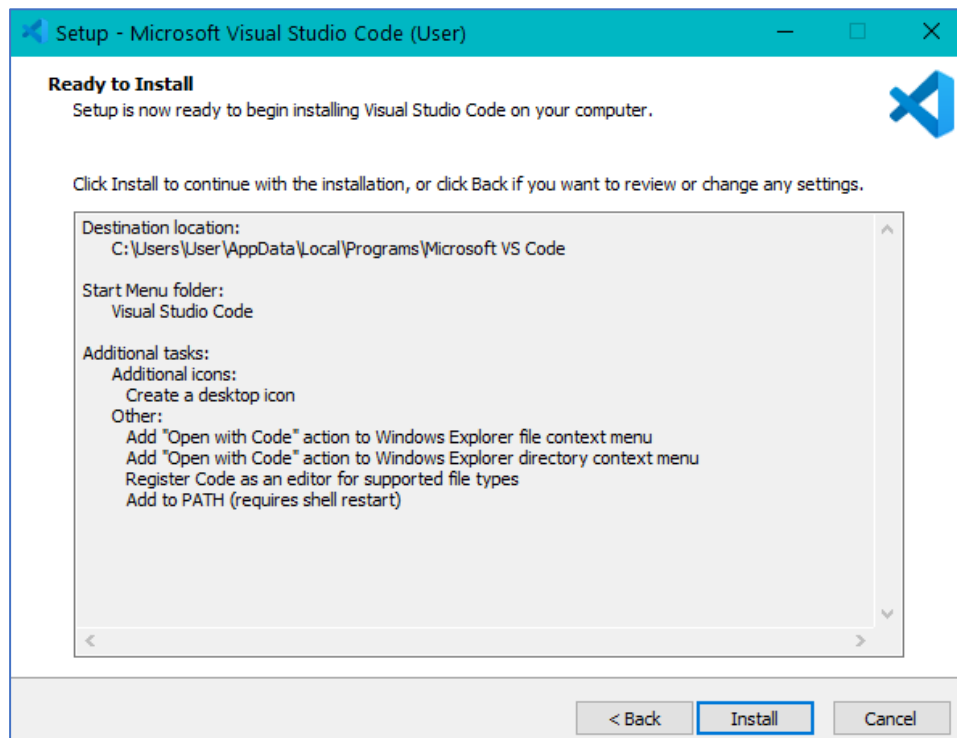 Setup - Microsoft Visual Studio Code (User)
Ready to Install
Setup is now ready to begin installing Visual Studio Code on your computer.
Click Install to continue with the installation, or click Back if you want to review or change any settings.
Destination location:
C:\Users\User\AppData\Local\Programs\Microsoft VS Code
Start Menu folder:
Visual Studio Code
Additional tasks:
Additional icons:
Create a desktop icon
Other:
Add "Open with Code" action to Windows Explorer file context menu
Add "Open with Code" action to Windows Explorer directory context menu
Register Code as an editor for supported file types
Add to PATH (requires shell restart)
< Back Install Cancel